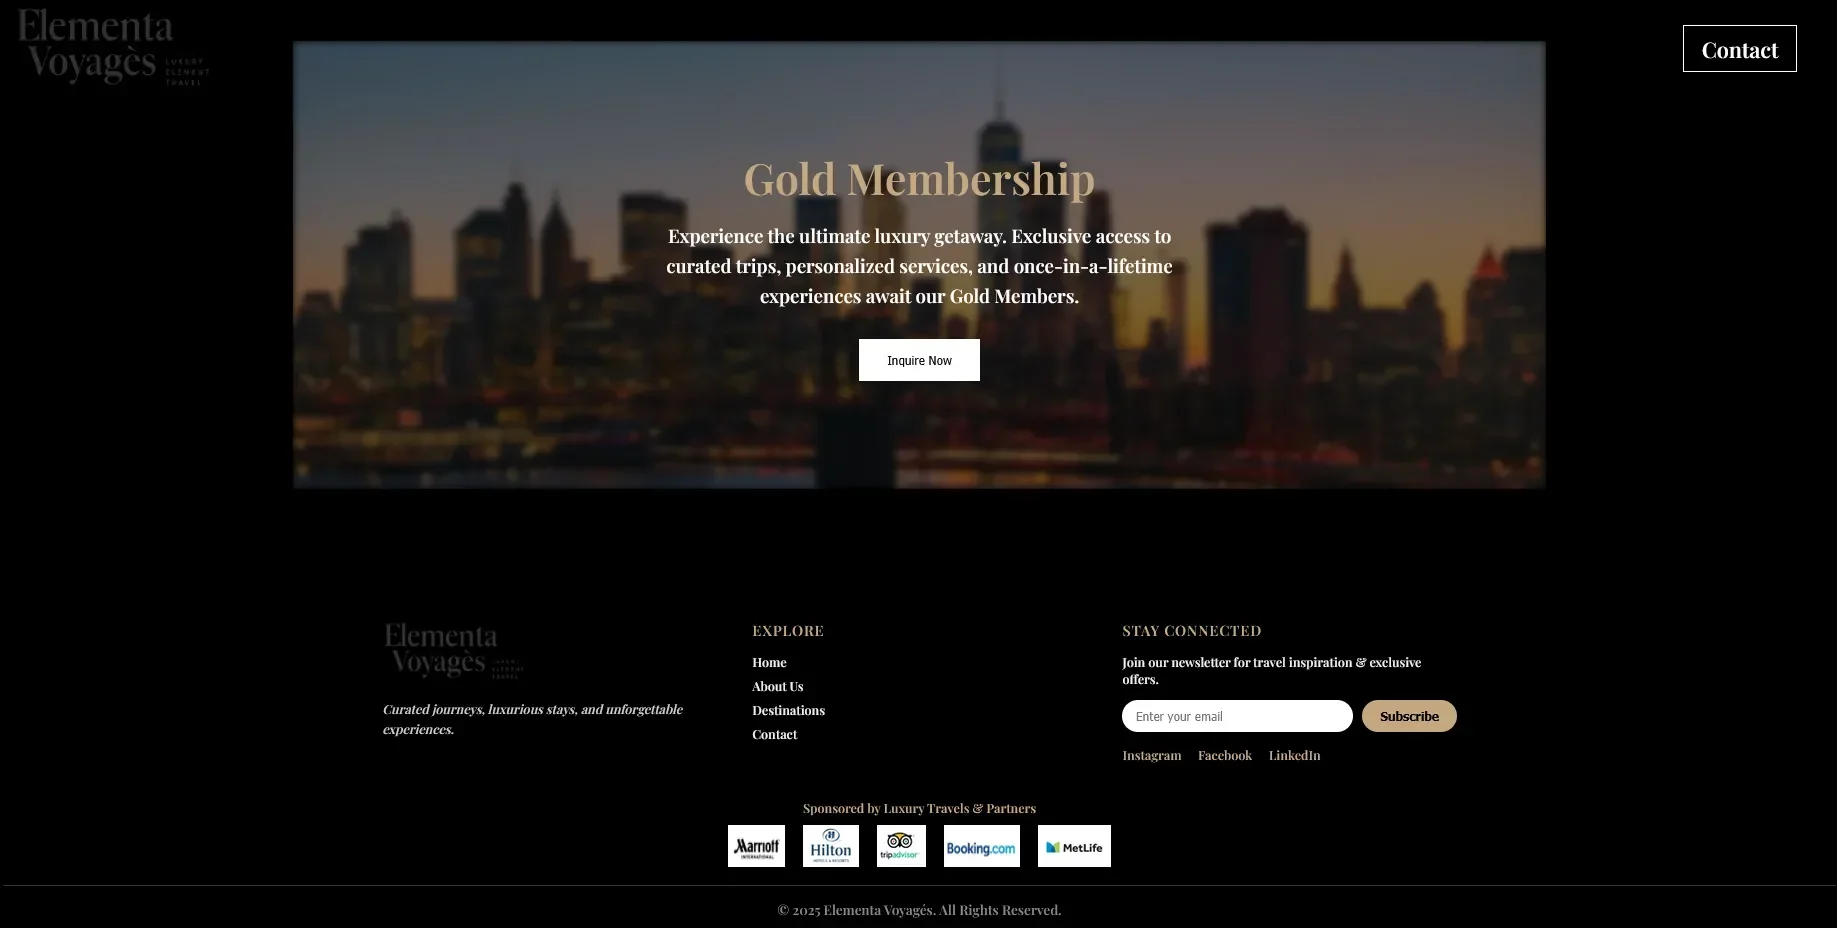 Elementa
Voyagès
LUXURY
ELEMENT
TRAVEL
Contact
Gold Membership
Experience the ultimate luxury getaway. Exclusive access to
curated trips, personalized services, and once-in-a-lifetime
experiences await our Gold Members.
Inquire Now
Elementa
Voyagès
LUXURY
ELEMENT
TRAVEL
Curated journeys, luxurious stays, and unforgettable
experiences.
EXPLORE
Home
About Us
Destinations
Contact
STAY CONNECTED
Join our newsletter for travel inspiration & exclusive
offers.
Enter your email
Subscribe
Instagram Facebook LinkedIn
Sponsored by Luxury Travels & Partners
Marriott
INTERNATIONAL
H
Hilton
HOTELS & RESORTS
tripadvisor
Booking.com
MetLife
© 2025 Elementa Voyagés. All Rights Reserved.